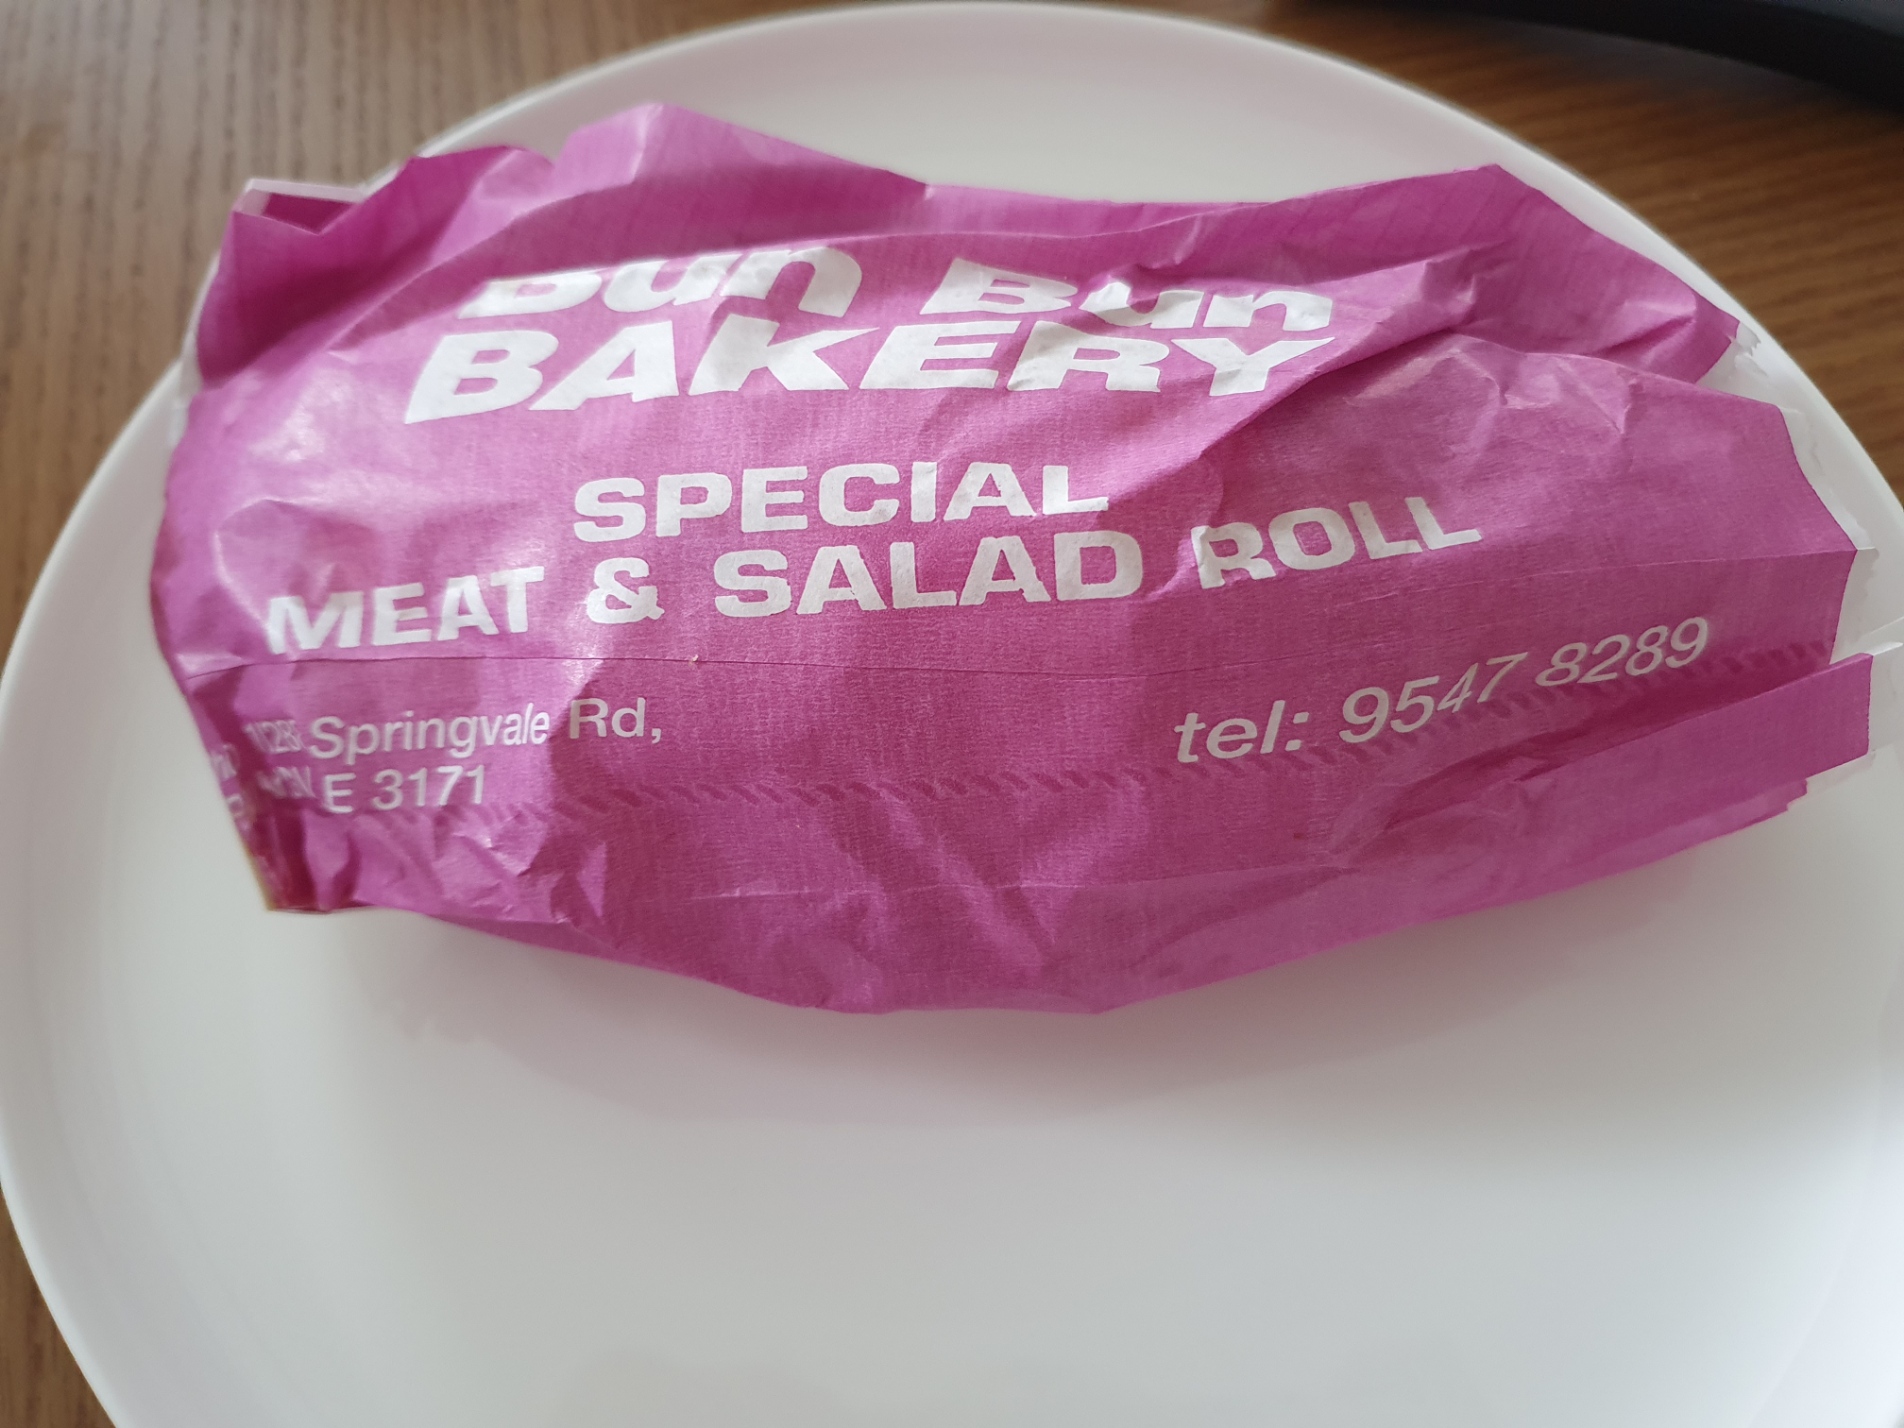 Bun Bun
BAKERY
SPECIAL
MEAT & SALAD ROLL
Springvale Rd,
E 3171
tel: 9547 8289